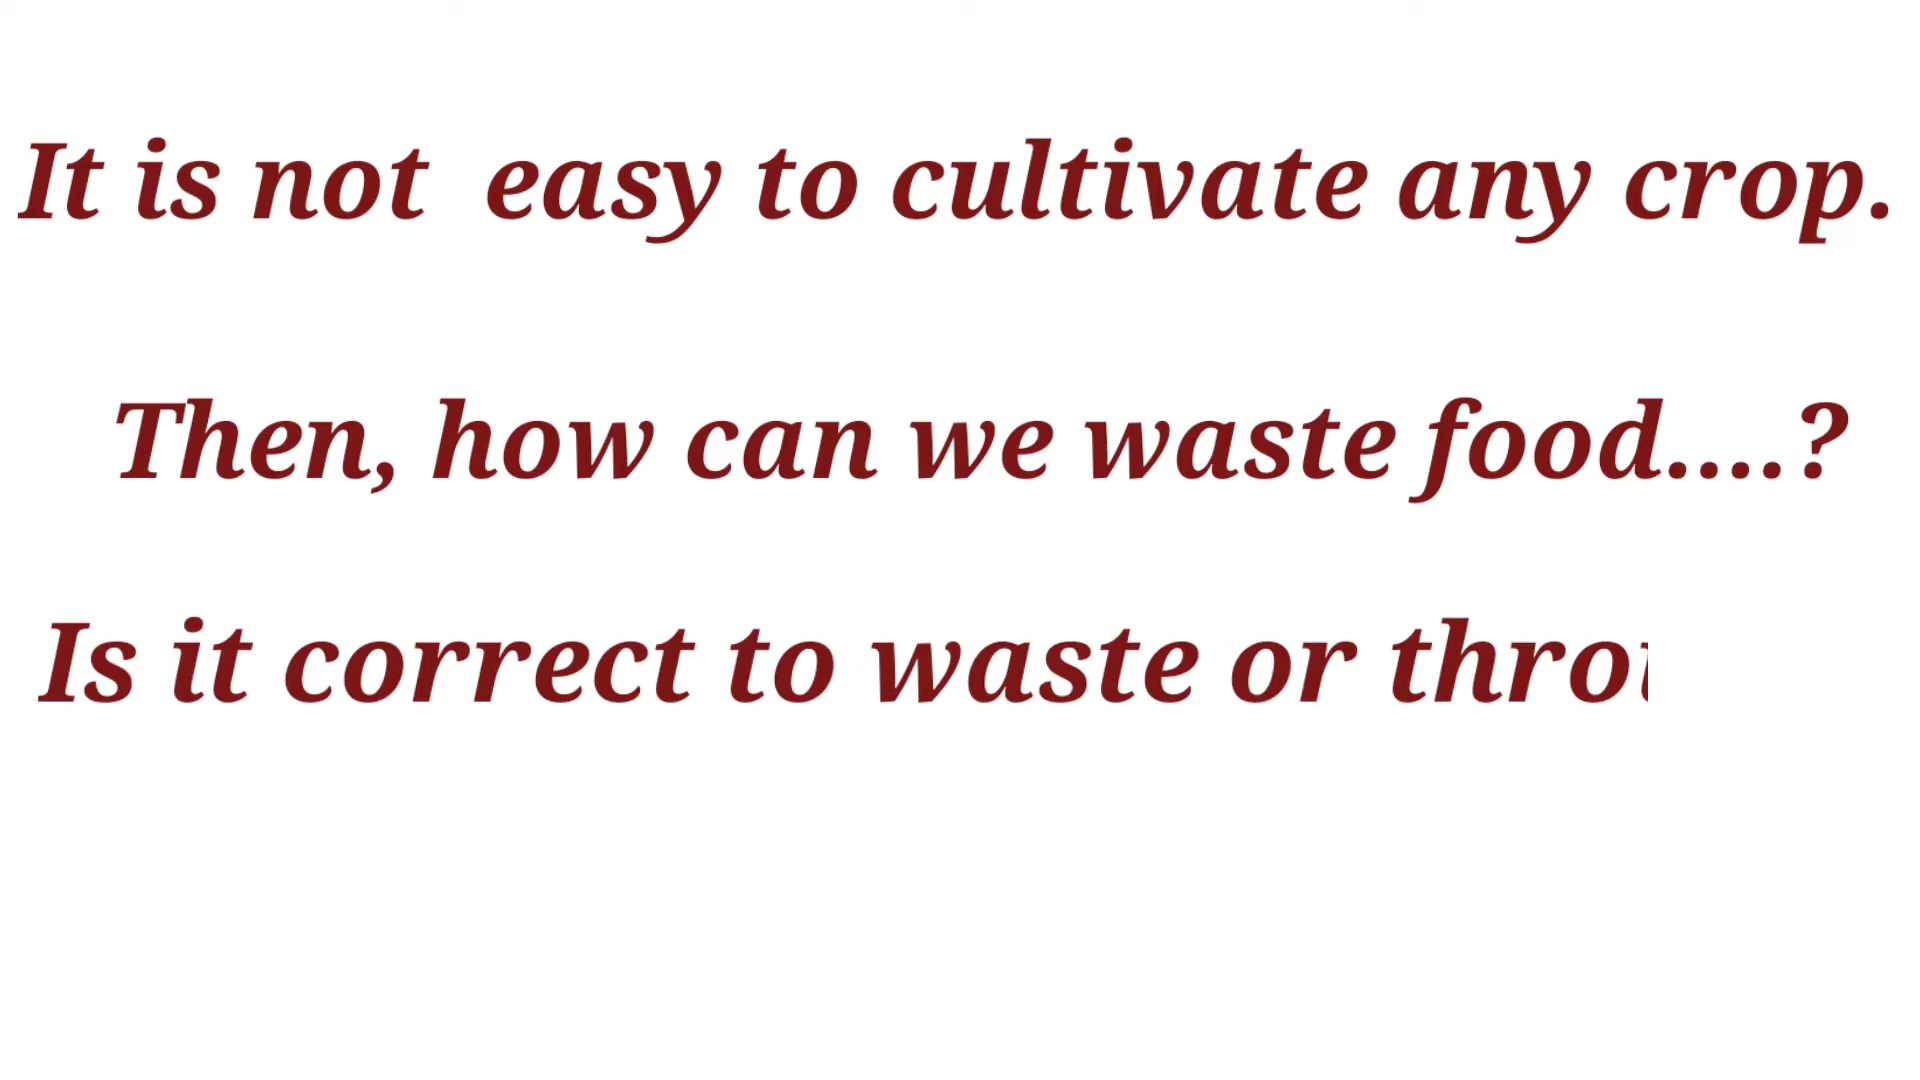 It is not  easy to cultivate any crop.
Then, how can we waste food....?
Is it correct to waste or